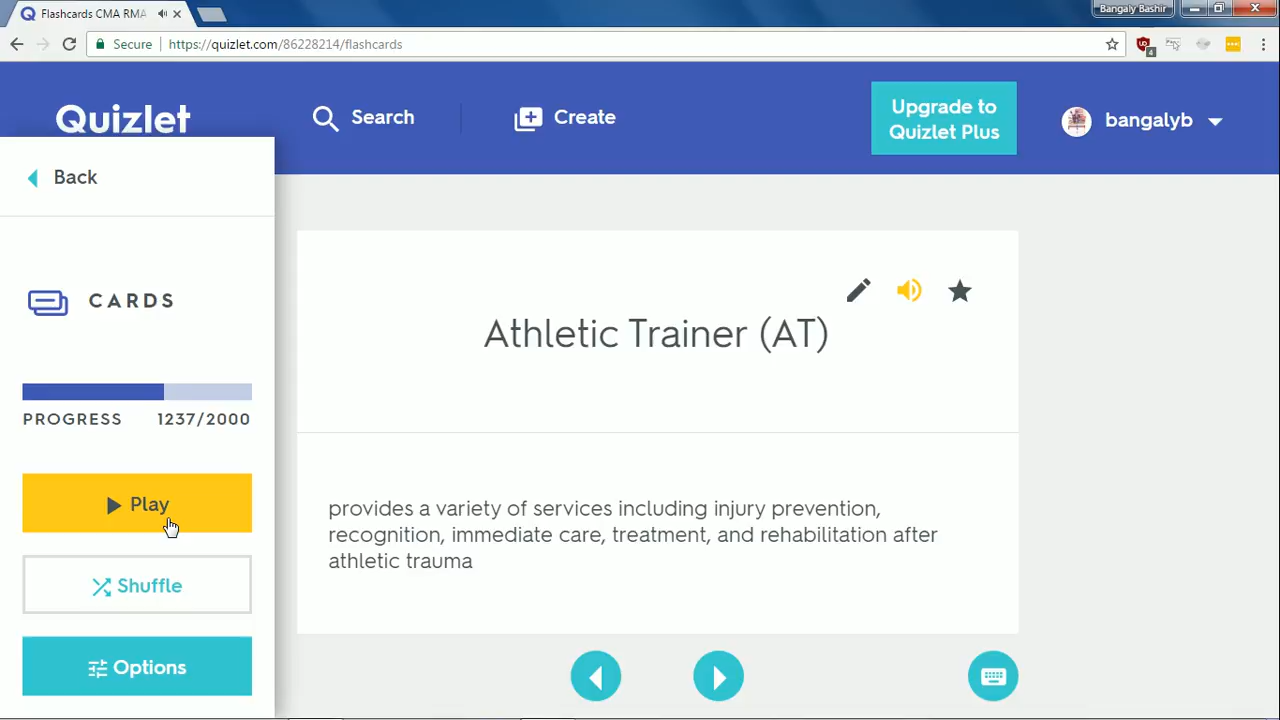 Flashcards CMA RMA
Bangaly Bashir
Secure
https://quizlet.com/86228214/flashcards
4
Quizlet
Search
Create
Upgrade to
Quizlet Plus
bangalyb
Back
CARDS
PROGRESS 1237/2000
Play
Shuffle
Options
Athletic Trainer (AT)
provides a variety of services including injury prevention,
recognition, immediate care, treatment, and rehabilitation after
athletic trauma